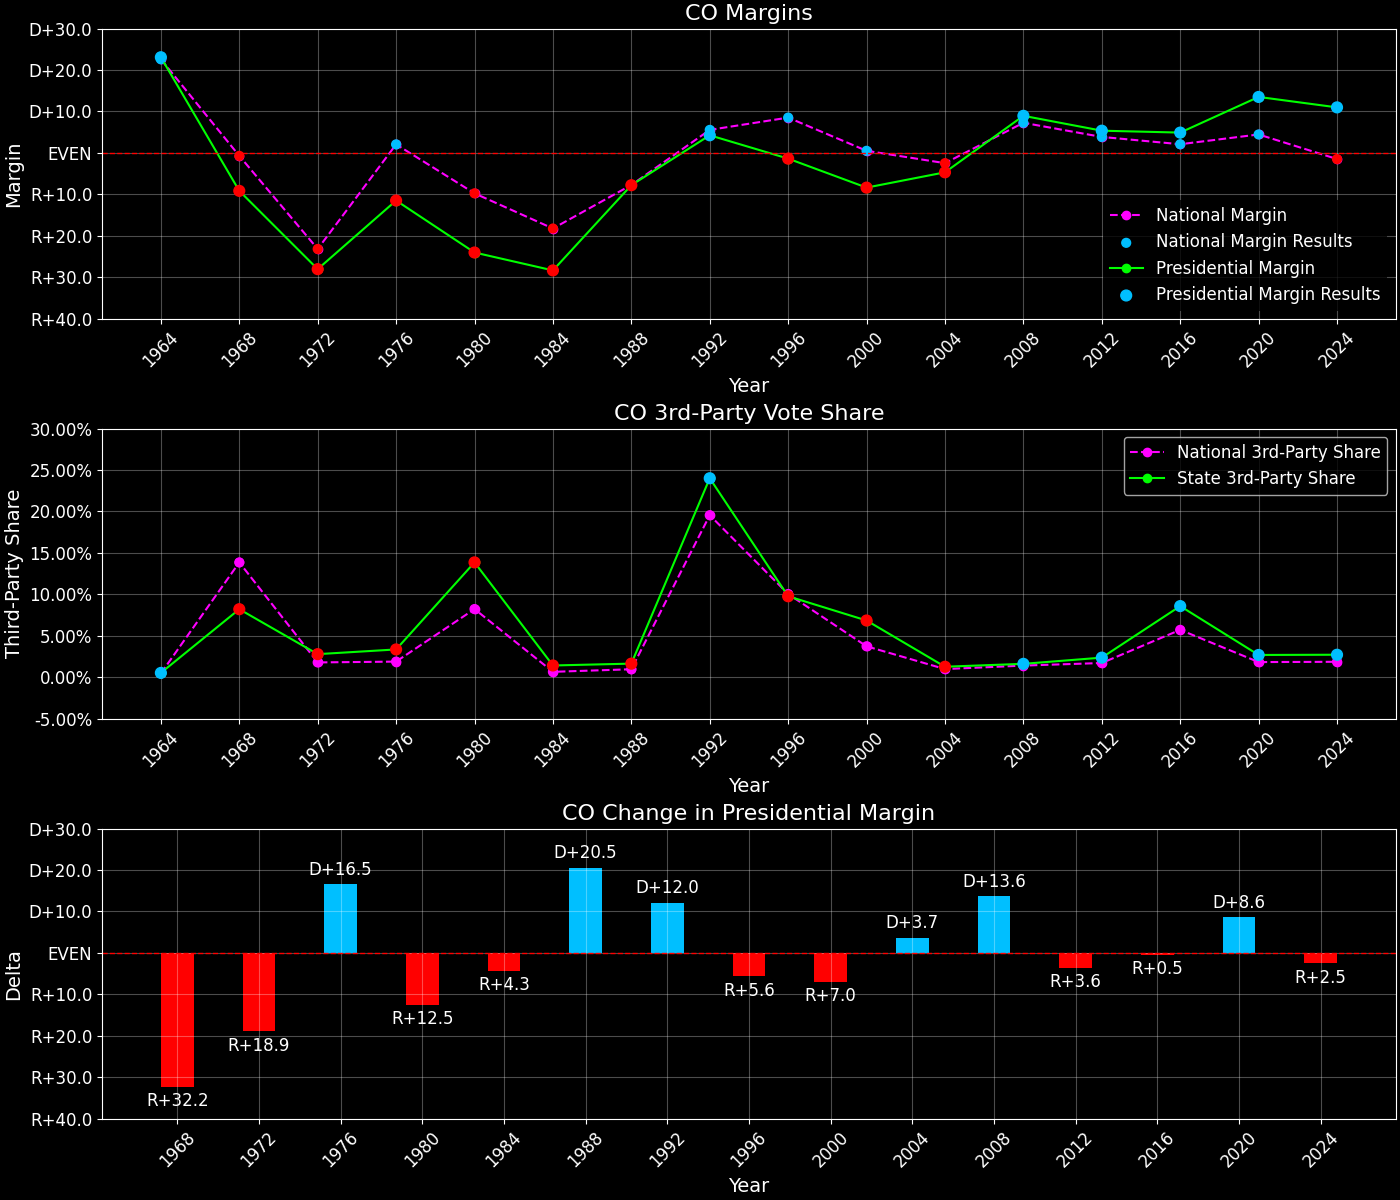 CO Margins
D+30.0
D+20.0
D+10.0
EVEN
R+10.0
R+20.0
R+30.0
R+40.0
Margin
National Margin
National Margin Results
Presidential Margin
Presidential Margin Results
1964 1968 1972 1976 1980 1984 1988 1992 1996 2000 2004 2008 2012 2016 2020 2024
Year
CO 3rd-Party Vote Share
30.00%
25.00%
20.00%
15.00%
10.00%
5.00%
0.00%
-5.00%
Third-Party Share
National 3rd-Party Share
State 3rd-Party Share
1964 1968 1972 1976 1980 1984 1988 1992 1996 2000 2004 2008 2012 2016 2020 2024
Year
CO Change in Presidential Margin
D+30.0
D+20.0
D+10.0
EVEN
R+10.0
R+20.0
R+30.0
R+40.0
Delta
R+32.2
R+18.9
D+16.5
R+12.5
R+4.3
D+20.5
D+12.0
R+5.6
R+7.0
D+3.7
D+13.6
R+3.6
R+0.5
D+8.6
R+2.5
1968 1972 1976 1980 1984 1988 1992 1996 2000 2004 2008 2012 2016 2020 2024
Year